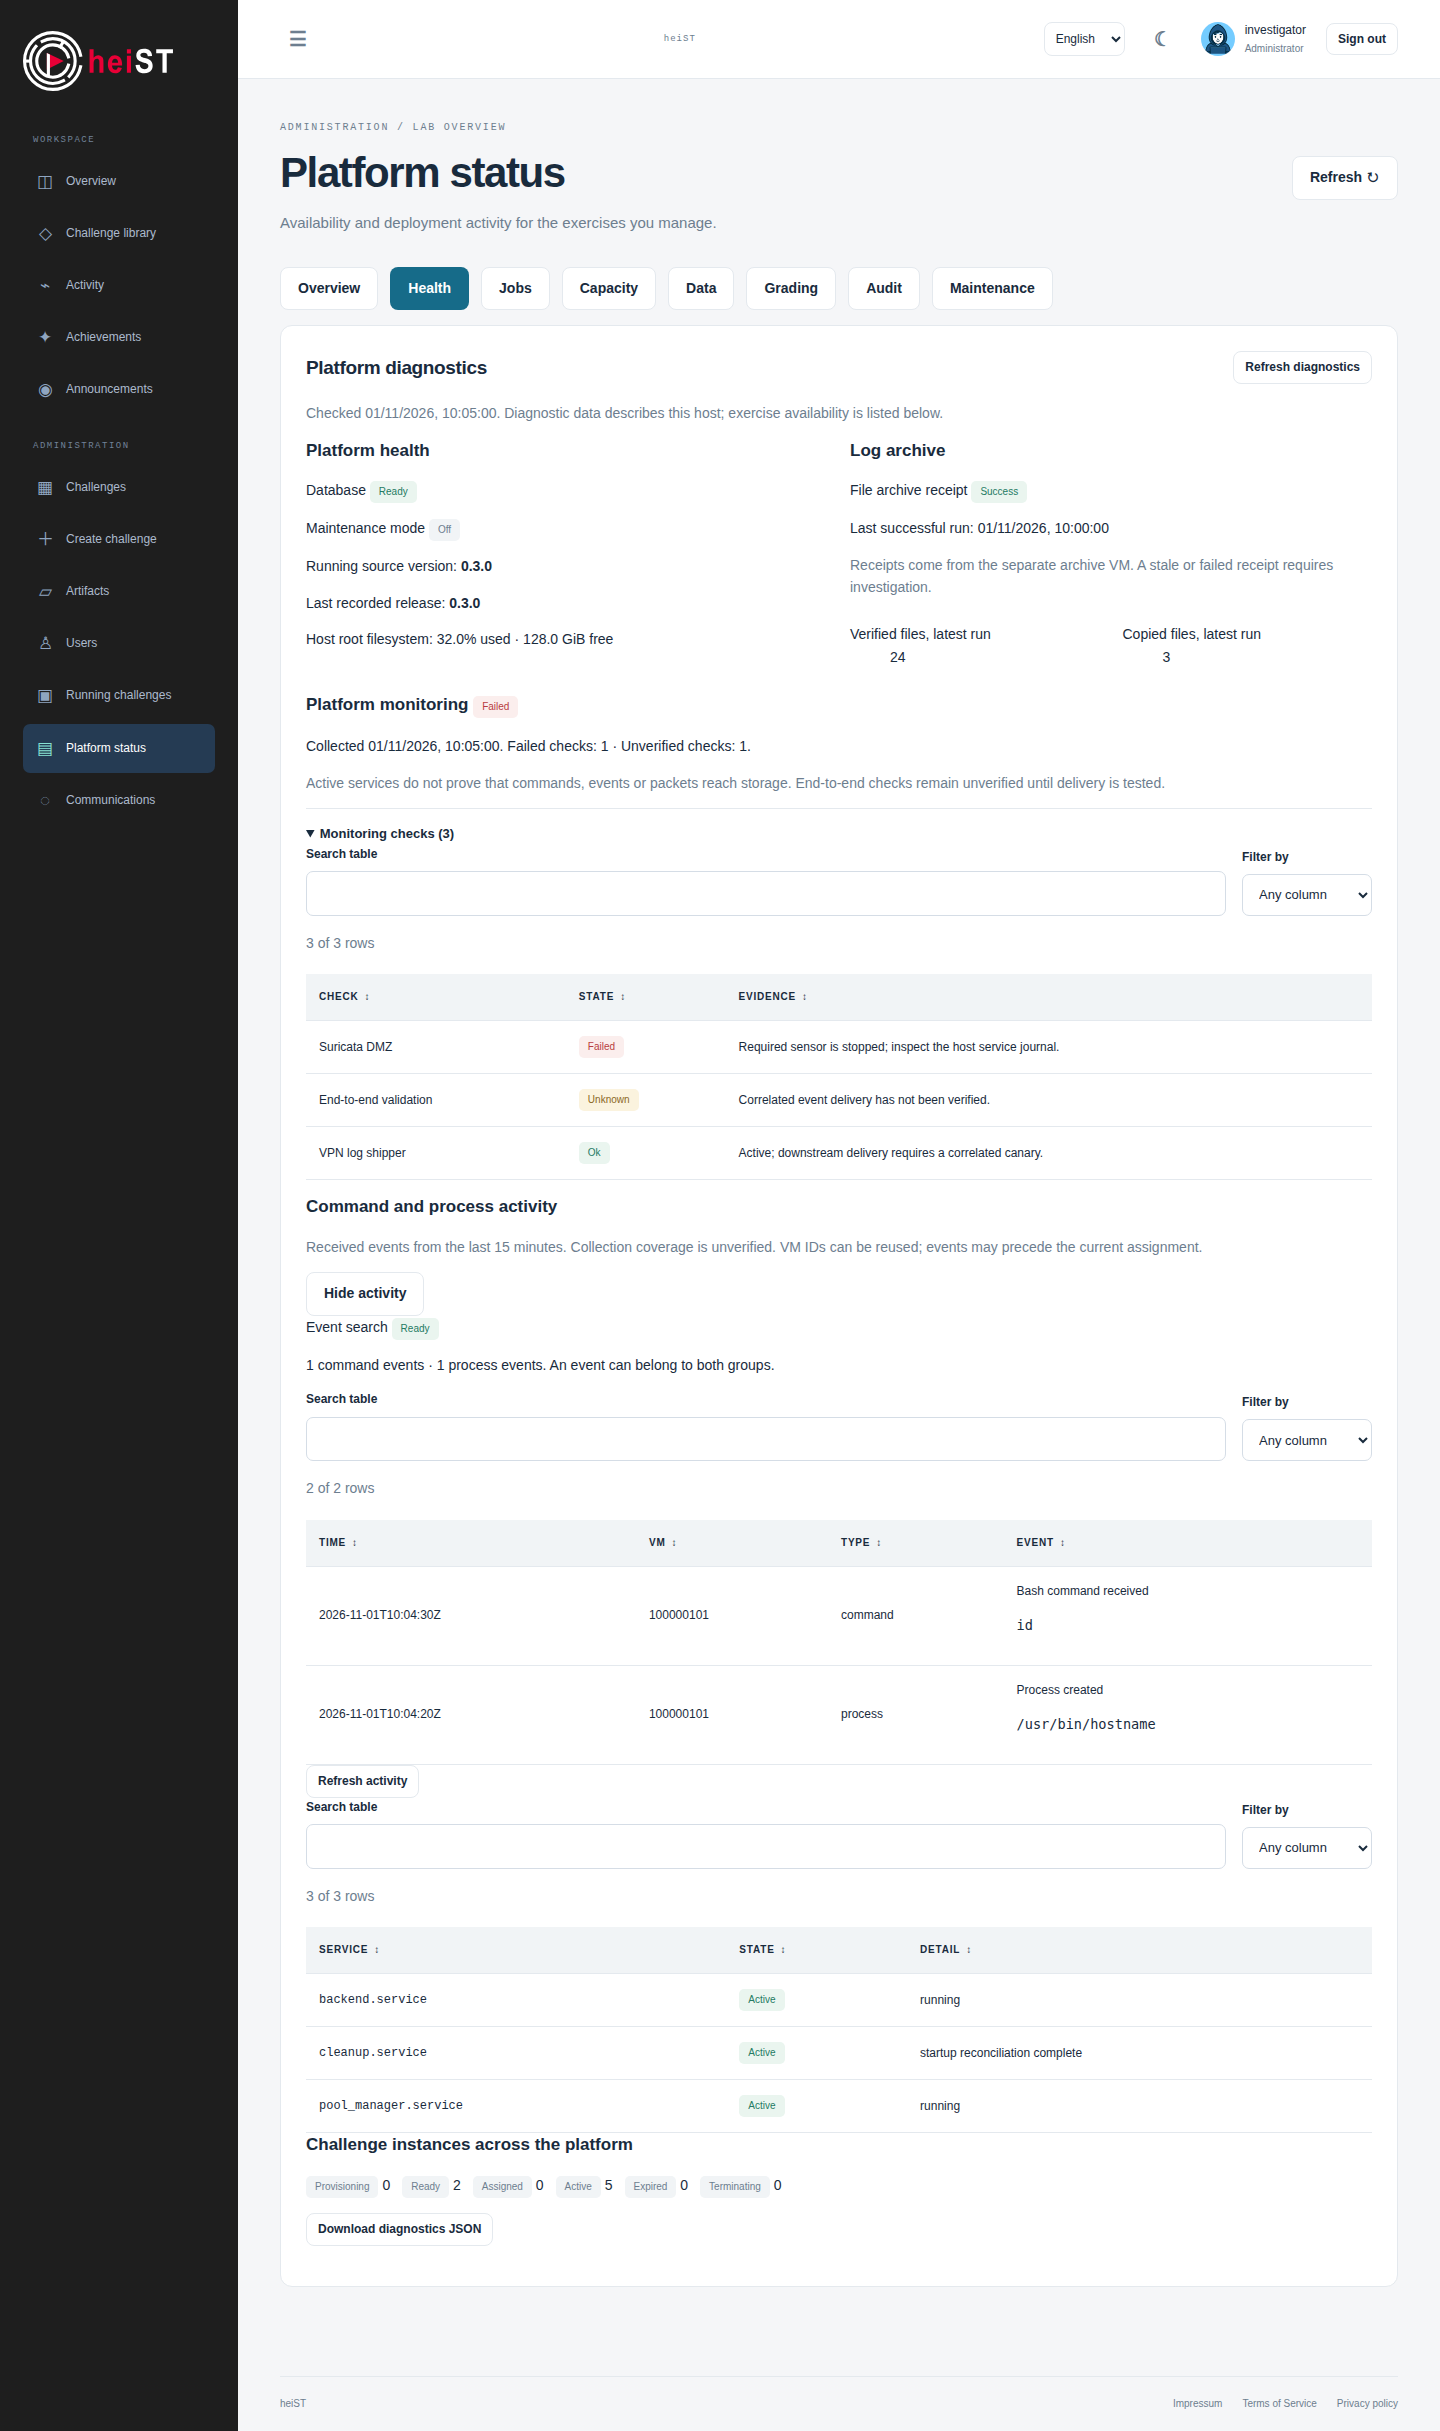 heiST
WORKSPACE
Overview
Challenge library
Activity
Achievements
Announcements
ADMINISTRATION
Challenges
Create challenge
Artifacts
Users
Running challenges
Platform status
Communications
heiST
English
investigator
Administrator
Sign out
ADMINISTRATION / LAB OVERVIEW
Platform status
Refresh ↻
Availability and deployment activity for the exercises you manage.
Overview Health Jobs Capacity Data Grading Audit Maintenance
Platform diagnostics
Refresh diagnostics
Checked 01/11/2026, 10:05:00. Diagnostic data describes this host; exercise availability is listed below.
Platform health
Database Ready
Maintenance mode Off
Running source version: 0.3.0
Last recorded release: 0.3.0
Host root filesystem: 32.0% used · 128.0 GiB free
Log archive
File archive receipt Success
Last successful run: 01/11/2026, 10:00:00
Receipts come from the separate archive VM. A stale or failed receipt requires
investigation.
Verified files, latest run Copied files, latest run
24 3
Platform monitoring Failed
Collected 01/11/2026, 10:05:00. Failed checks: 1 · Unverified checks: 1.
Active services do not prove that commands, events or packets reach storage. End-to-end checks remain unverified until delivery is tested.
▼ Monitoring checks (3)
Search table Filter by
Any column
3 of 3 rows
CHECK ↕ STATE ↕ EVIDENCE ↕
Suricata DMZ Failed Required sensor is stopped; inspect the host service journal.
End-to-end validation Unknown Correlated event delivery has not been verified.
VPN log shipper Ok Active; downstream delivery requires a correlated canary.
Command and process activity
Received events from the last 15 minutes. Collection coverage is unverified. VM IDs can be reused; events may precede the current assignment.
Hide activity
Event search Ready
1 command events · 1 process events. An event can belong to both groups.
Search table Filter by
Any column
2 of 2 rows
TIME ↕ VM ↕ TYPE ↕ EVENT ↕
2026-11-01T10:04:30Z 100000101 command Bash command received
id
2026-11-01T10:04:20Z 100000101 process Process created
/usr/bin/hostname
Refresh activity
Search table Filter by
Any column
3 of 3 rows
SERVICE ↕ STATE ↕ DETAIL ↕
backend.service Active running
cleanup.service Active startup reconciliation complete
pool_manager.service Active running
Challenge instances across the platform
Provisioning 0 Ready 2 Assigned 0 Active 5 Expired 0 Terminating 0
Download diagnostics JSON
heiST
Impressum Terms of Service Privacy policy